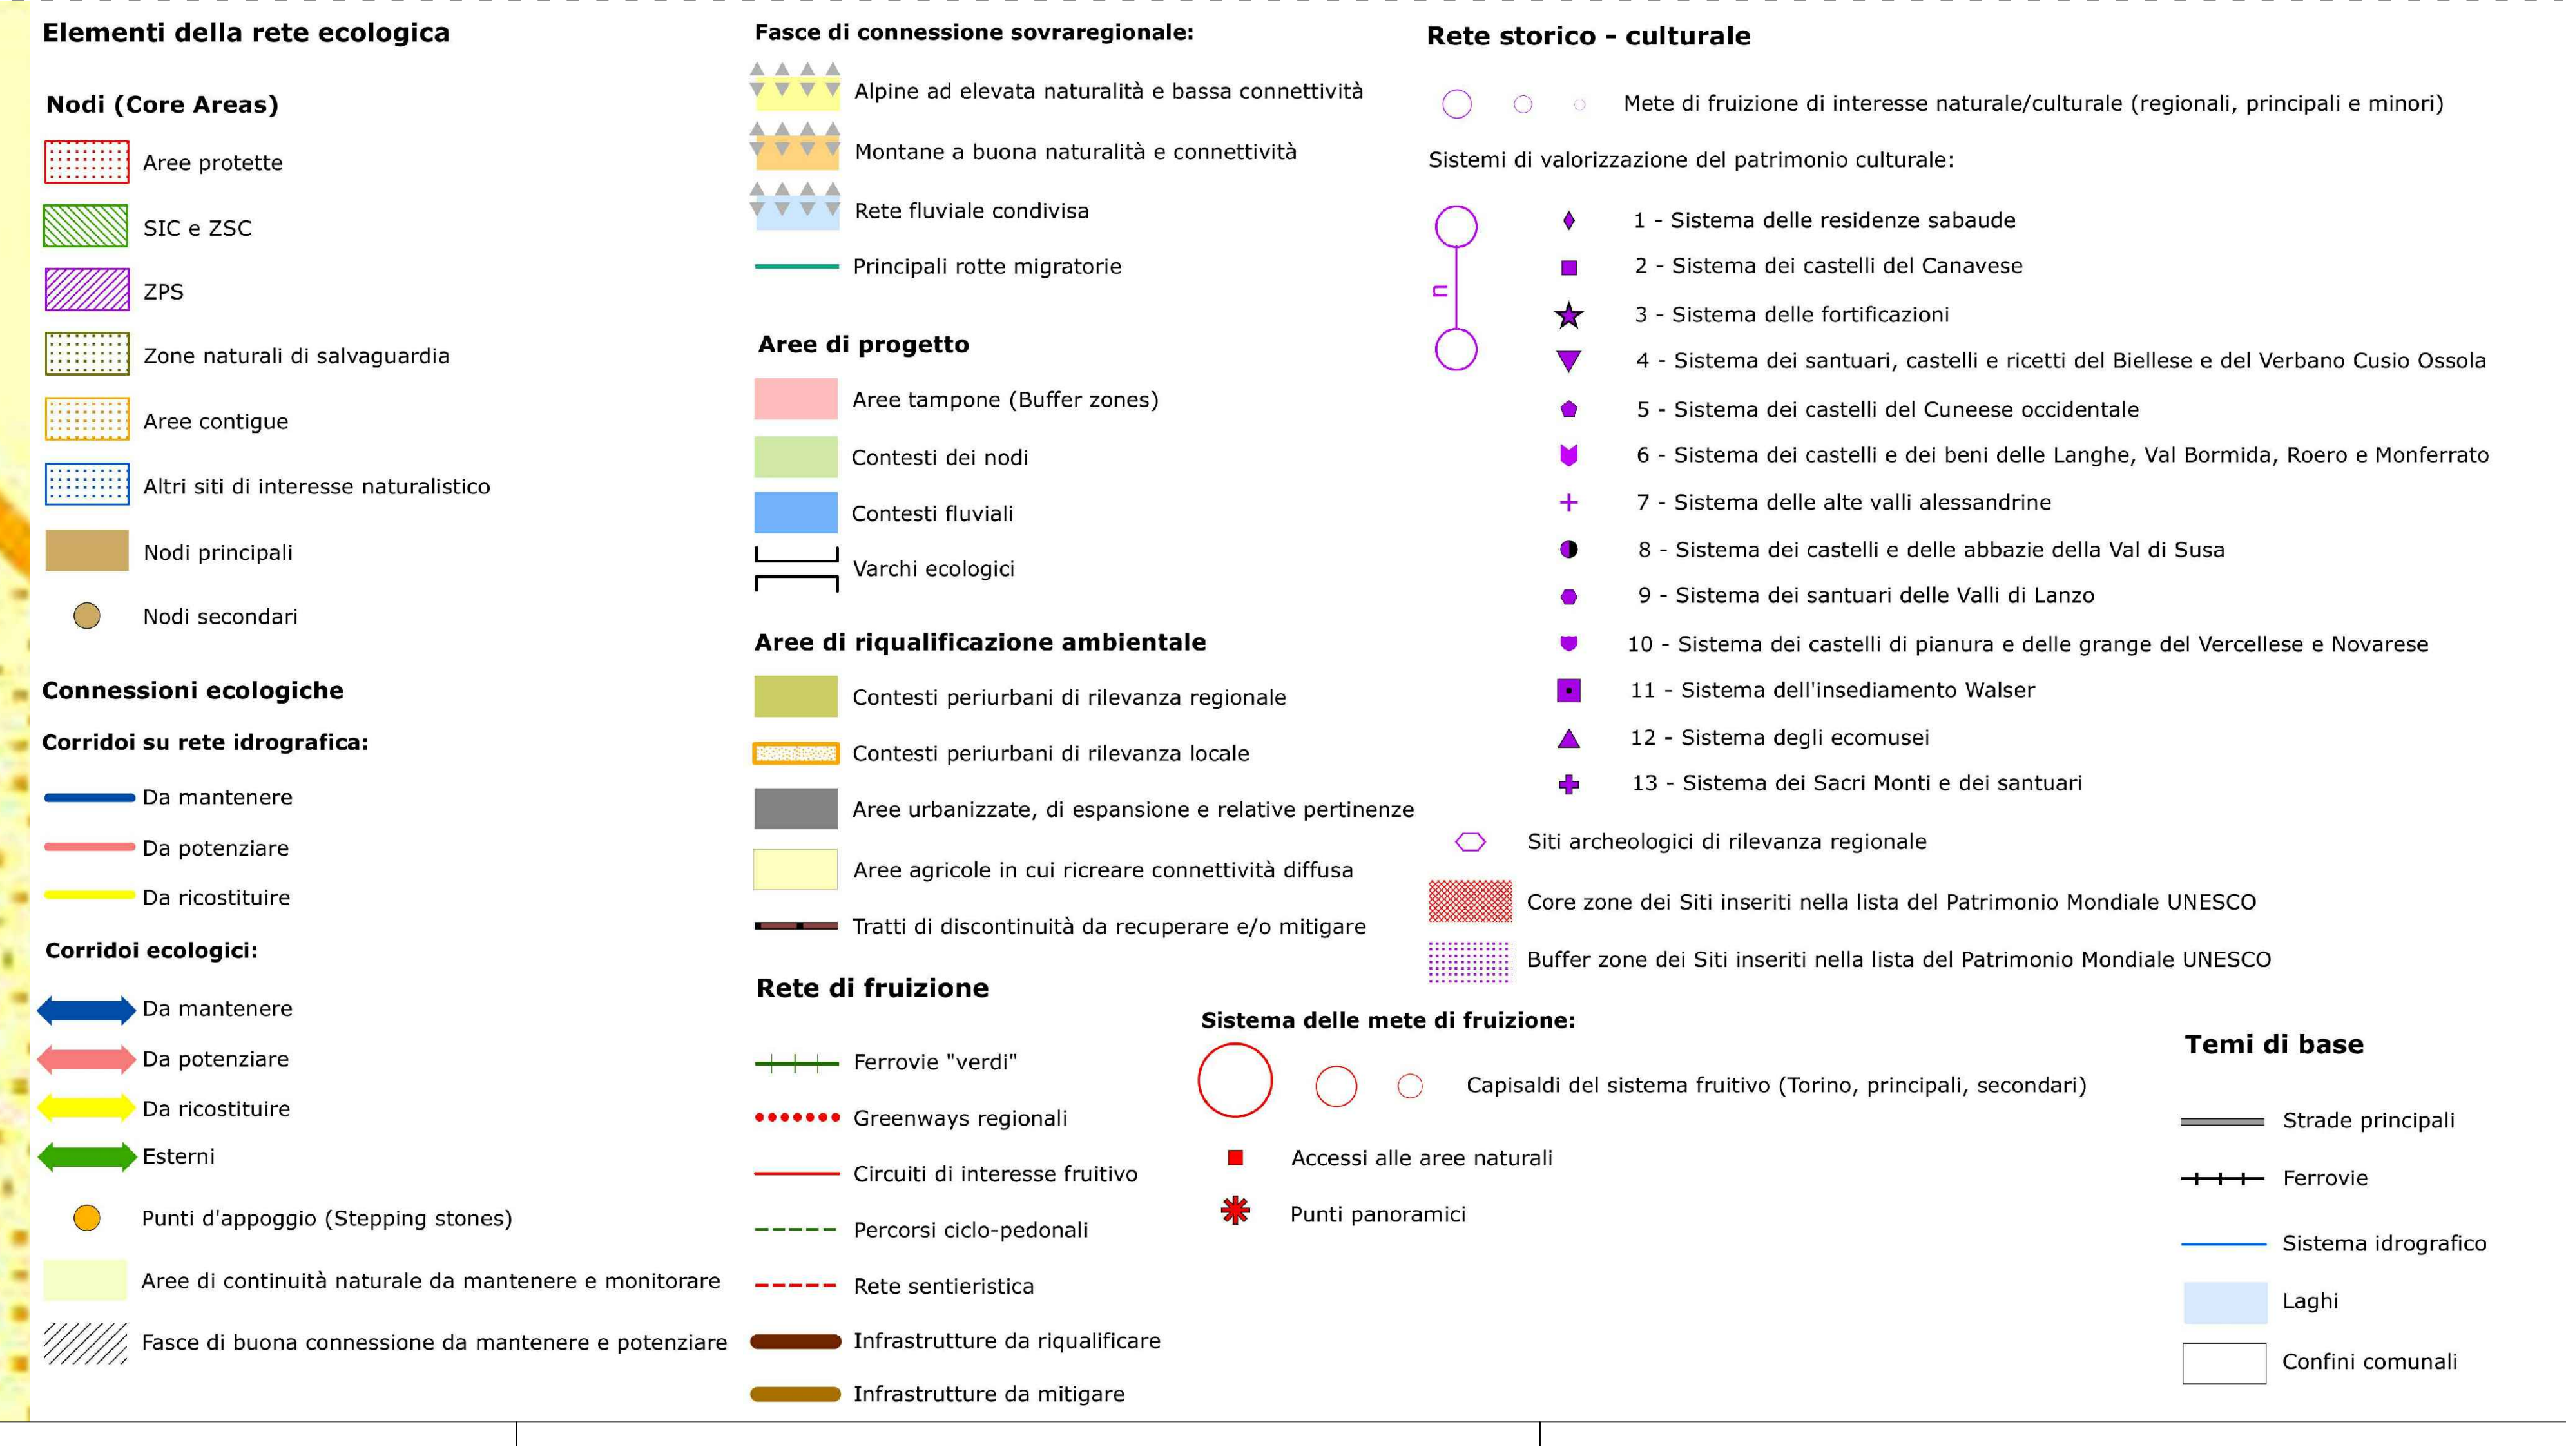 Elementi della rete ecologica
Nodi (Core Areas)
Aree protette
SIC e ZSC
ZPS
Zone naturali di salvaguardia
Aree contigue
Altri siti di interesse naturalistico
Nodi principali
Nodi secondari
Connessioni ecologiche
Corridoi su rete idrografica:
Da mantenere
Da potenziare
Da ricostituire
Corridoi ecologici:
Da mantenere
Da potenziare
Da ricostituire
Esterni
Punti d'appoggio (Stepping stones)
Aree di continuità naturale da mantenere e monitorare
Fasce di buona connessione da mantenere e potenziare
Fasce di connessione sovraregionale:
Alpine ad elevata naturalità e bassa connettività
Montane a buona naturalità e connettività
Rete fluviale condivisa
Principali rotte migratorie
Aree di progetto
Aree tampone (Buffer zones)
Contesti dei nodi
Contesti fluviali
Varchi ecologici
Aree di riqualificazione ambientale
Contesti periurbani di rilevanza regionale
Contesti periurbani di rilevanza locale
Aree urbanizzate, di espansione e relative pertinenze
Aree agricole in cui ricreare connettività diffusa
Tratti di discontinuità da recuperare e/o mitigare
Rete di fruizione
Ferrovie "verdi"
Greenways regionali
Circuiti di interesse fruitivo
Percorsi ciclo-pedonali
Rete sentieristica
Infrastrutture da riqualificare
Infrastrutture da mitigare
Sistema delle mete di fruizione:
Capisaldi del sistema fruitivo (Torino, principali, secondari)
Accessi alle aree naturali
Punti panoramici
Rete storico - culturale
Mete di fruizione di interesse naturale/culturale (regionali, principali e minori)
Sistemi di valorizzazione del patrimonio culturale:
n
1 - Sistema delle residenze sabaude
2 - Sistema dei castelli del Canavese
3 - Sistema delle fortificazioni
4 - Sistema dei santuari, castelli e ricetti del Biellese e del Verbano Cusio Ossola
5 - Sistema dei castelli del Cuneese occidentale
6 - Sistema dei castelli e dei beni delle Langhe, Val Bormida, Roero e Monferrato
7 - Sistema delle alte valli alessandrine
8 - Sistema dei castelli e delle abbazie della Val di Susa
9 - Sistema dei santuari delle Valli di Lanzo
10 - Sistema dei castelli di pianura e delle grange del Vercellese e Novarese
11 - Sistema dell'insediamento Walser
12 - Sistema degli ecomusei
13 - Sistema dei Sacri Monti e dei santuari
Siti archeologici di rilevanza regionale
Core zone dei Siti inseriti nella lista del Patrimonio Mondiale UNESCO
Buffer zone dei Siti inseriti nella lista del Patrimonio Mondiale UNESCO
Temi di base
Strade principali
Ferrovie
Sistema idrografico
Laghi
Confini comunali